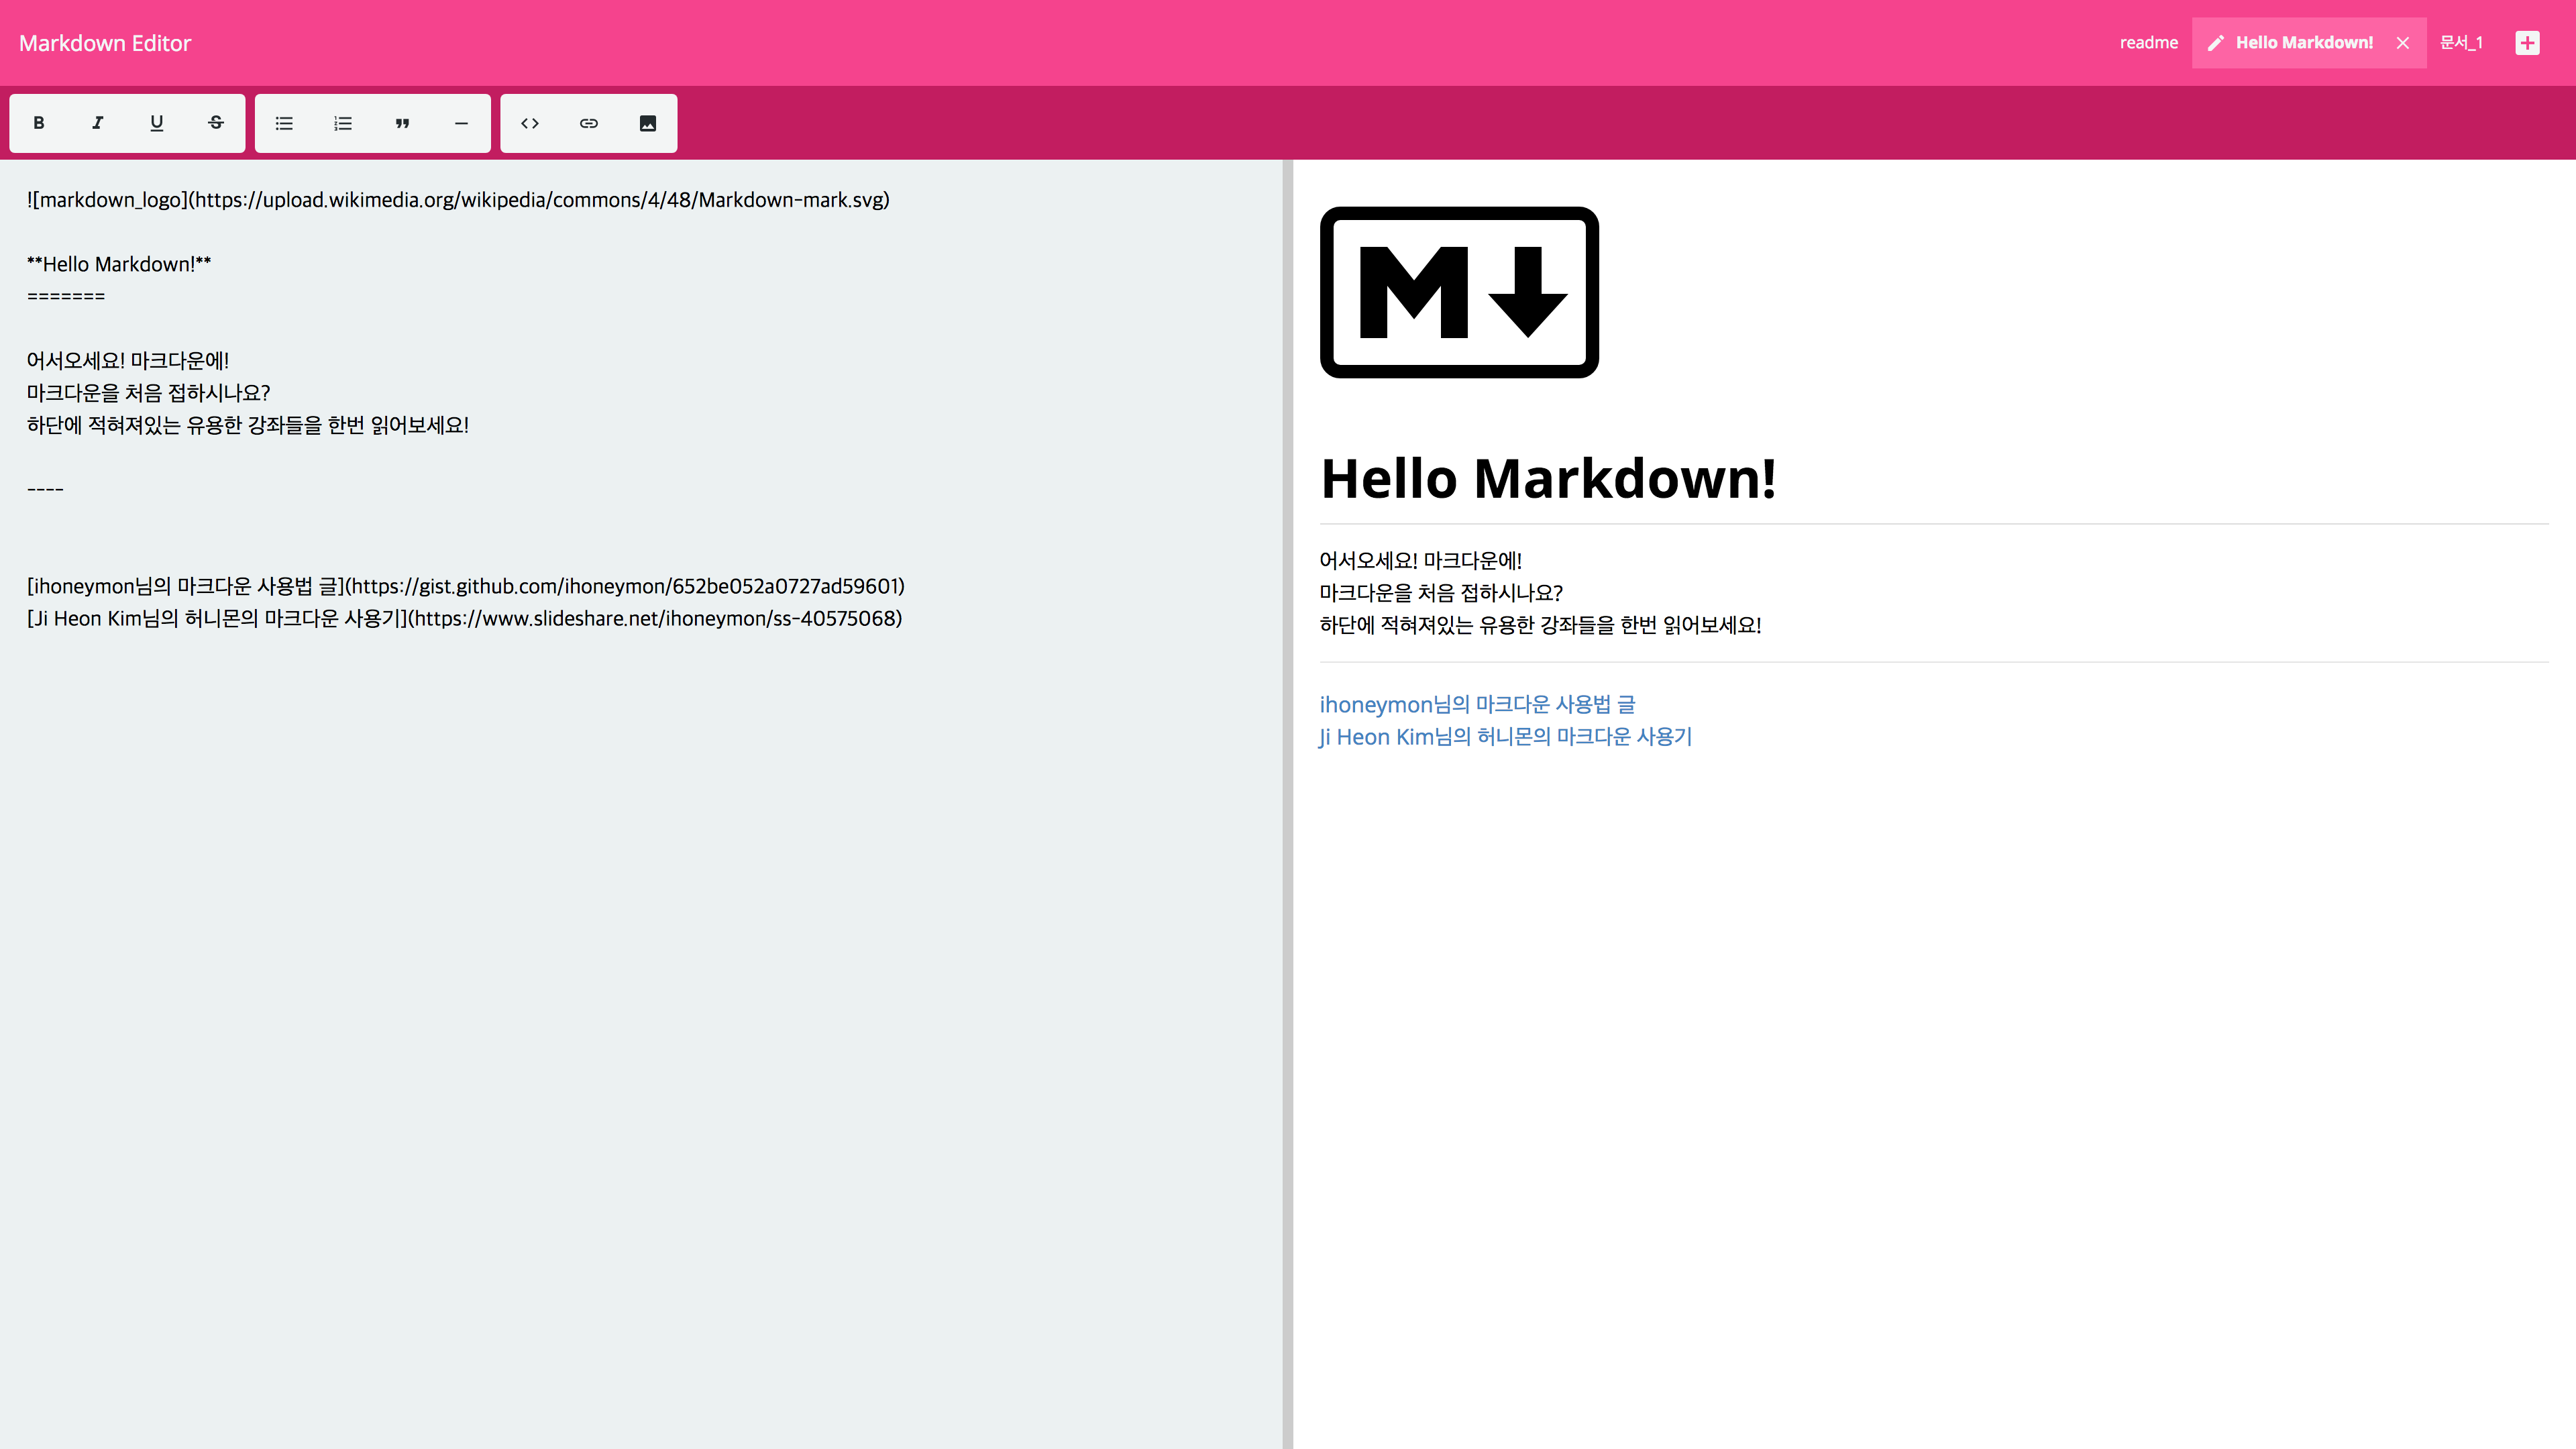 Markdown Editor
readme
Hello Markdown!
문서_1
![markdown_logo](https://upload.wikimedia.org/wikipedia/commons/4/48/Markdown-mark.svg)
**Hello Markdown!**
=======
어서오세요! 마크다운에!
마크다운을 처음 접하시나요?
하단에 적혀져있는 유용한 강좌들을 한번 읽어보세요!
----
[ihoneymon님의 마크다운 사용법 글](https://gist.github.com/ihoneymon/652be052a0727ad59601)
[Ji Heon Kim님의 허니몬의 마크다운 사용기](https://www.slideshare.net/ihoneymon/ss-40575068)
M
Hello Markdown!
어서오세요! 마크다운에!
마크다운을 처음 접하시나요?
하단에 적혀져있는 유용한 강좌들을 한번 읽어보세요!
ihoneymon님의 마크다운 사용법 글
Ji Heon Kim님의 허니몬의 마크다운 사용기